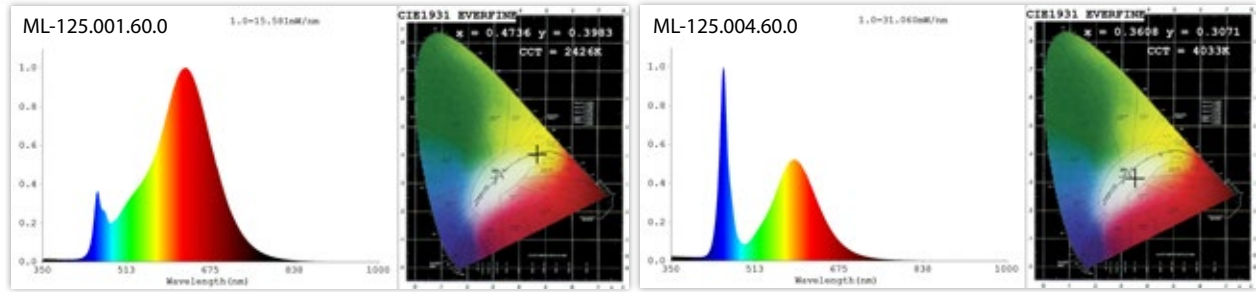 ML-125.001.60.0
1.0=15.581mW/nm
1.0
0.8
0.6
0.4
0.2
0.0
350 513 675 838 1000
Wavelength(nm)
CIE1931 EVERFINE
x = 0.4736 y = 0.3983
CCT = 2426K
ML-125.004.60.0
1.0=31.060mW/nm
1.0
0.8
0.6
0.4
0.2
0.0
350 513 675 838 1000
Wavelength(nm)
CIE1931 EVERFINE
x = 0.3608 y = 0.3071
CCT = 4033K